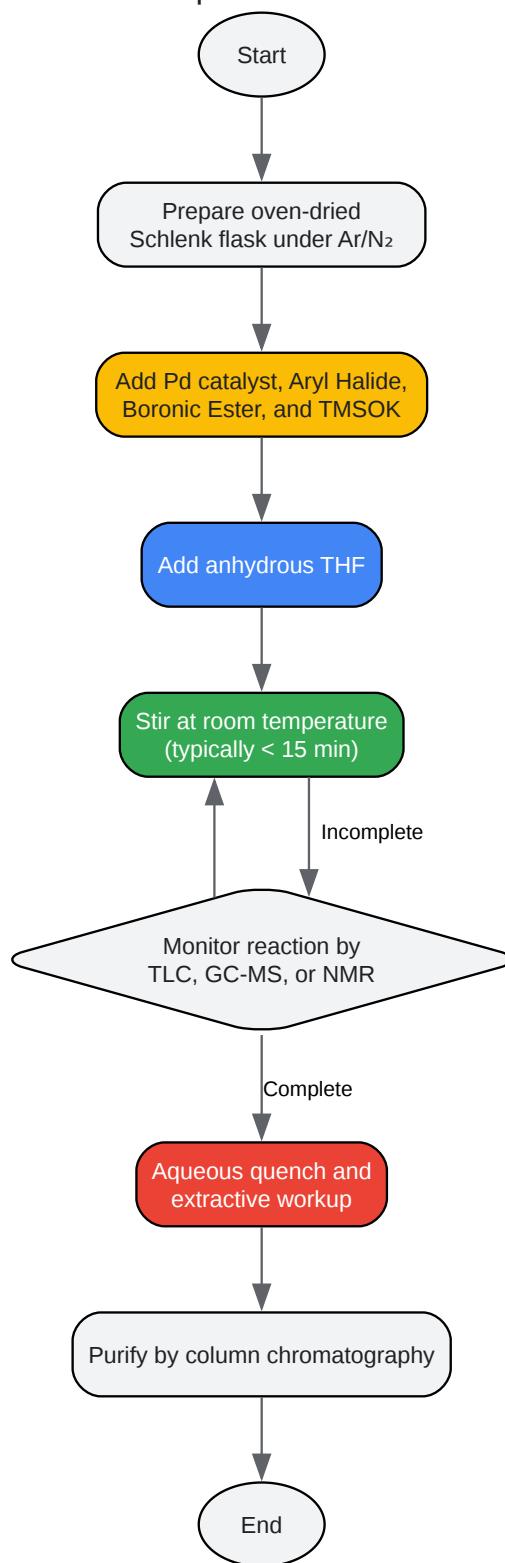 Start
Prepare oven-dried
Schlenk flask under Ar/N₂
Add Pd catalyst, Aryl Halide,
Boronic Ester, and TMSOK
Add anhydrous THF
Stir at room temperature
(typically < 15 min)
Incomplete
Monitor reaction by
TLC, GC-MS, or NMR
Complete
Aqueous quench and
extractive workup
Purify by column chromatography
End